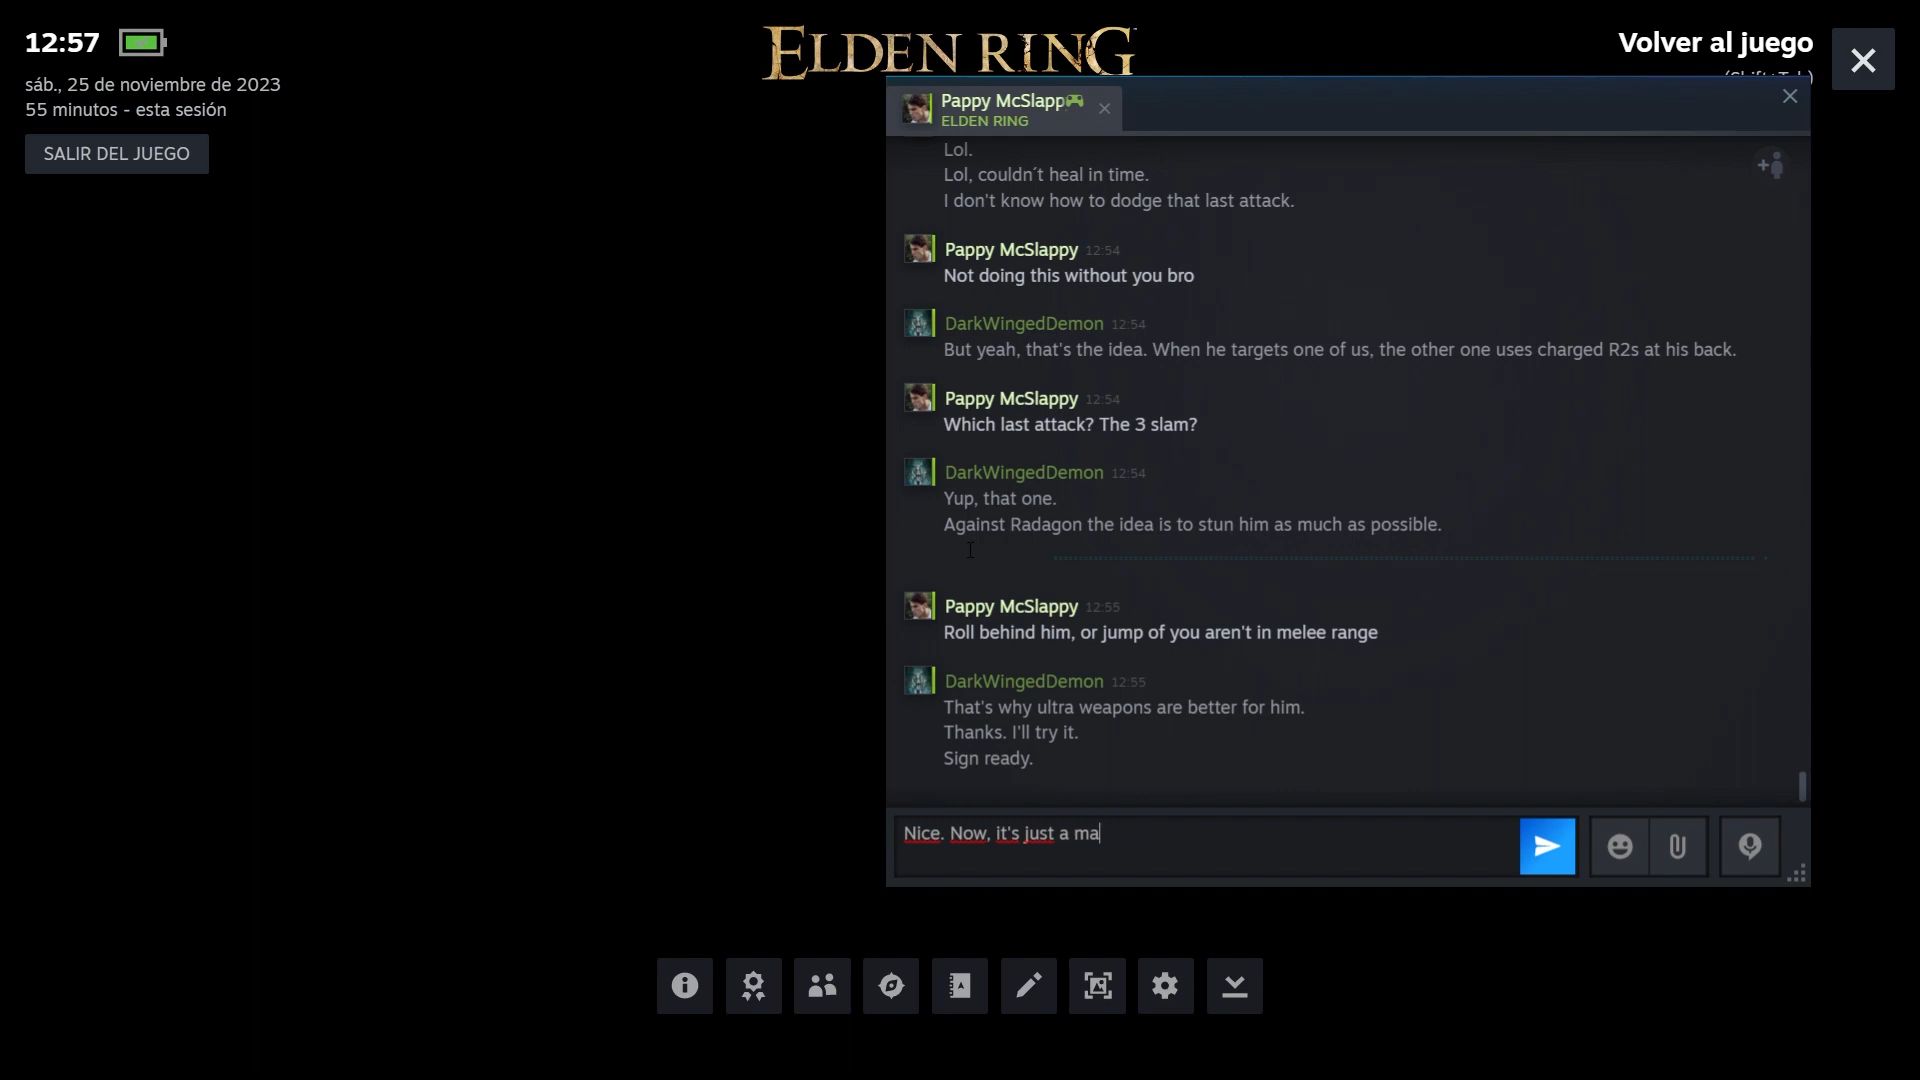 12:57
sáb., 25 de noviembre de 2023
55 minutos - esta sesión
SALIR DEL JUEGO
ELDEN RING
Volver al juego
Pappy McSlapp
ELDEN RING
Lol.
Lol, couldn´t heal in time.
I don't know how to dodge that last attack.
Pappy McSlappy 12:54
Not doing this without you bro
DarkWingedDemon 12:54
But yeah, that's the idea. When he targets one of us, the other one uses charged R2s at his back.
Pappy McSlappy 12:54
Which last attack? The 3 slam?
DarkWingedDemon 12:54
Yup, that one.
Against Radagon the idea is to stun him as much as possible.
Pappy McSlappy 12:55
Roll behind him, or jump of you aren't in melee range
DarkWingedDemon 12:55
That's why ultra weapons are better for him.
Thanks. I'll try it.
Sign ready.
Nice. Now, it's just a ma